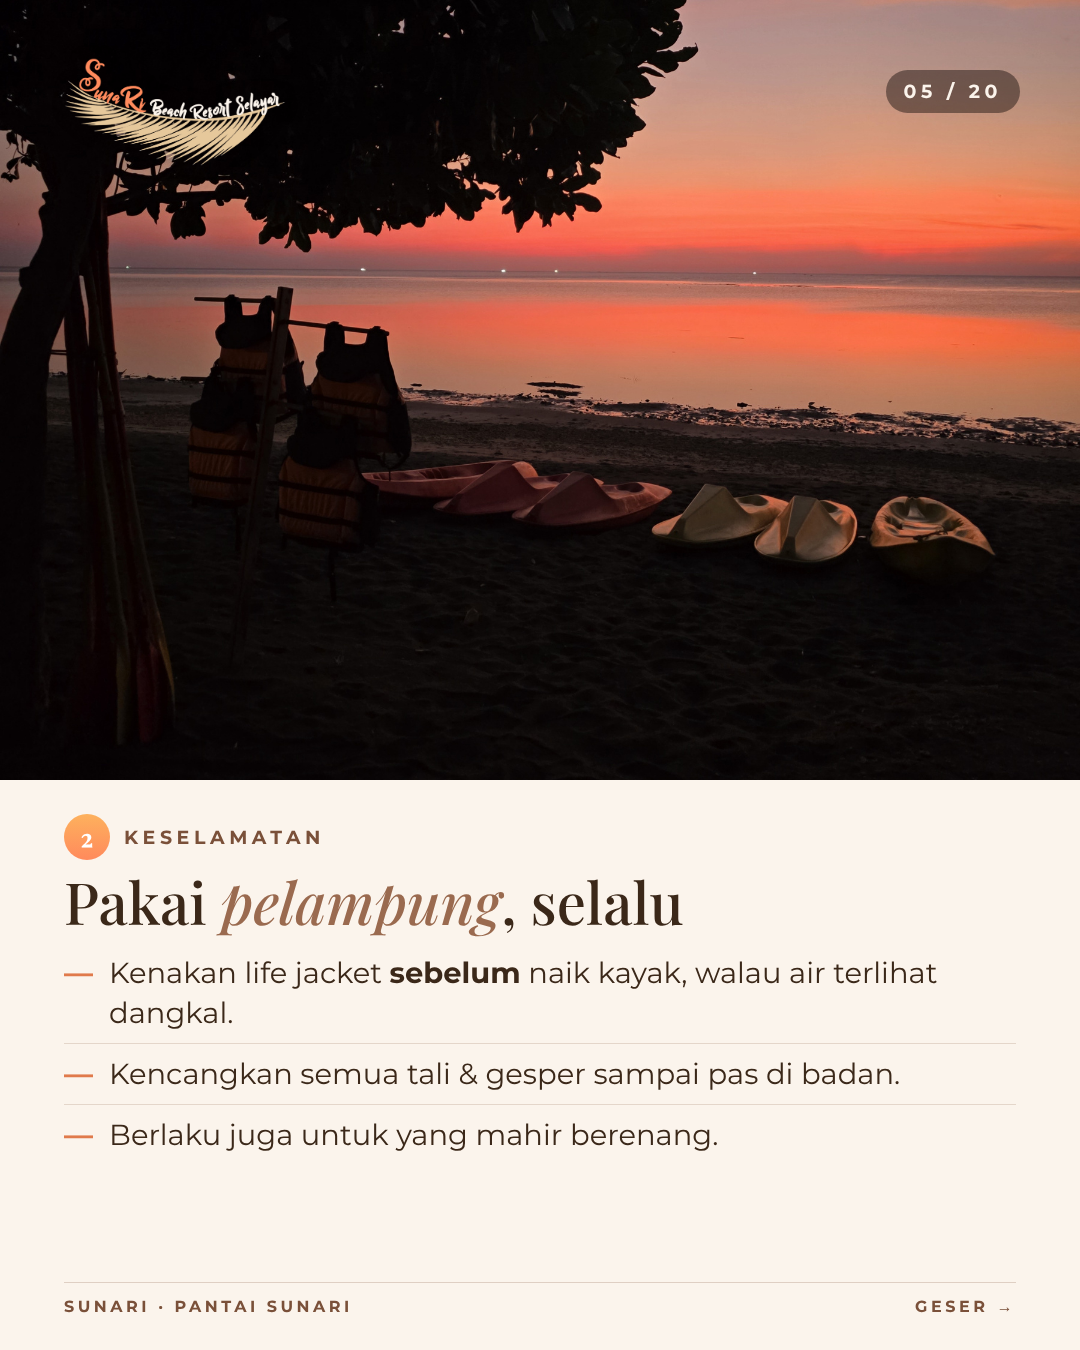 SunaRi Beach Resort Selayar
05 / 20
2 KESELAMATAN
Pakai pelampung, selalu
— Kenakan life jacket sebelum naik kayak, walau air terlihat
dangkal.
— Kencangkan semua tali & gesper sampai pas di badan.
— Berlaku juga untuk yang mahir berenang.
SUNARI · PANTAI SUNARI
GESER →